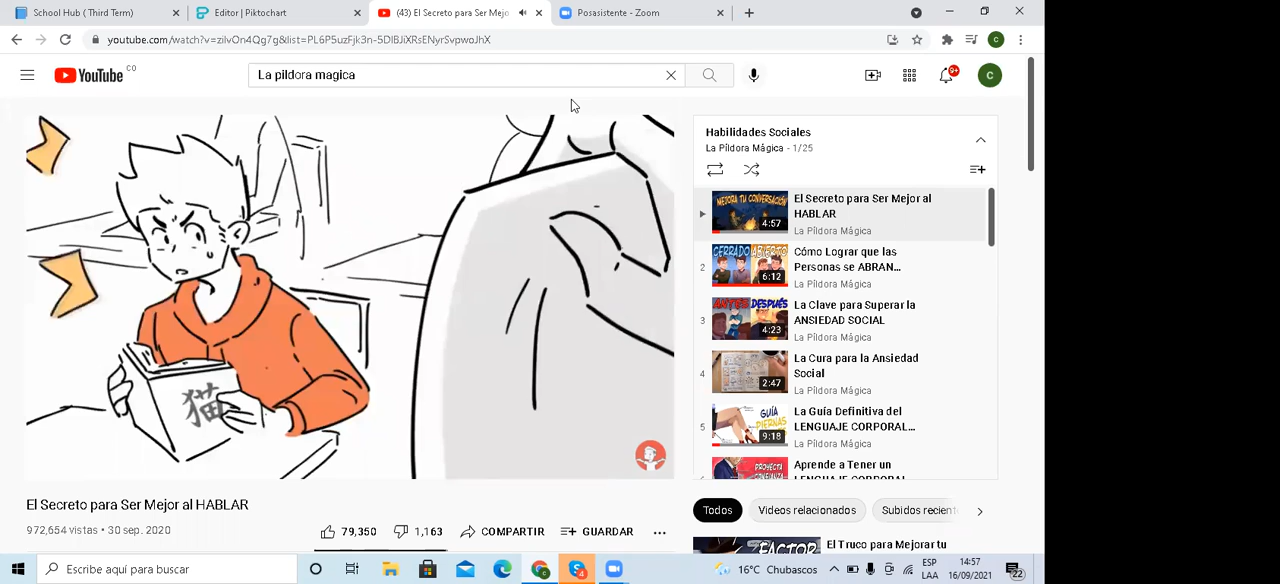 School Hub ( Third Term)
Editor | Piktochart
(43) El Secreto para Ser Mejo
Posasistente - Zoom
youtube.com/watch?v=zilvOn4Qg7g&list=PL6P5uzFjk3n-5DIBJiXRsENyrSvpwoJhX
C
YouTube CO
La pildora magica
9+
C
猫
Habilidades Sociales
La Píldora Mágica - 1/25
MEJORA TU CONVERSACIÓN
4:57
El Secreto para Ser Mejor al
HABLAR
La Píldora Mágica
2
CERRADO ABIERTO
6:12
Cómo Lograr que las
Personas se ABRAN...
La Píldora Mágica
3
ANTES DESPUÉS
4:23
La Clave para Superar la
ANSIEDAD SOCIAL
La Píldora Mágica
4
2:47
La Cura para la Ansiedad
Social
La Píldora Mágica
5
GUÍA
PIERNAS
9:18
La Guía Definitiva del
LENGUAJE CORPORAL...
La Píldora Mágica
PROYECTA
Aprende a Tener un
LENGUAJE CORPORAL
El Secreto para Ser Mejor al HABLAR
972,654 vistas • 30 sep. 2020
79,350
1,163
COMPARTIR
GUARDAR
Todos
Videos relacionados
Subidos recient
FACTOR
El Truco para Mejorar tu
Escribe aquí para buscar
4
16°C Chubascos
ESP
LAA
14:57
16/09/2021
22